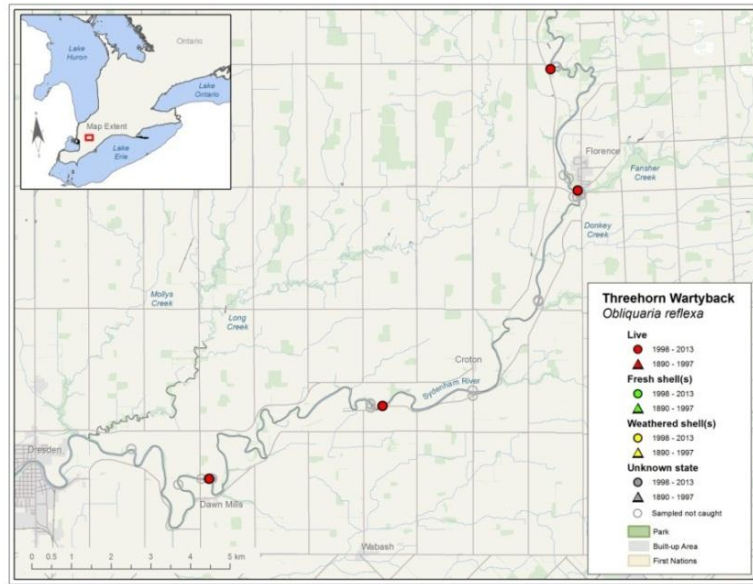 Ontario
Lake
Huron
Lake
Ontario
Map Extent
Lake
Erie
Florence
Fansher
Creek
Donkey
Creek
Mollys
Creek
Long
Creek
Croton
Sydenham River
Dresden
Dawn Mills
Wabash
0 0.5 1 2 3 4 5 km
Threehorn Wartyback
Obliquaria reflexa
Live
1998 - 2013
1890 - 1997
Fresh shell(s)
1998 - 2013
1890 - 1997
Weathered shell(s)
1998 - 2013
1890 - 1997
Unknown state
1998 - 2013
1890 - 1997
Sampled not caught
Park
Built-up Area
First Nations